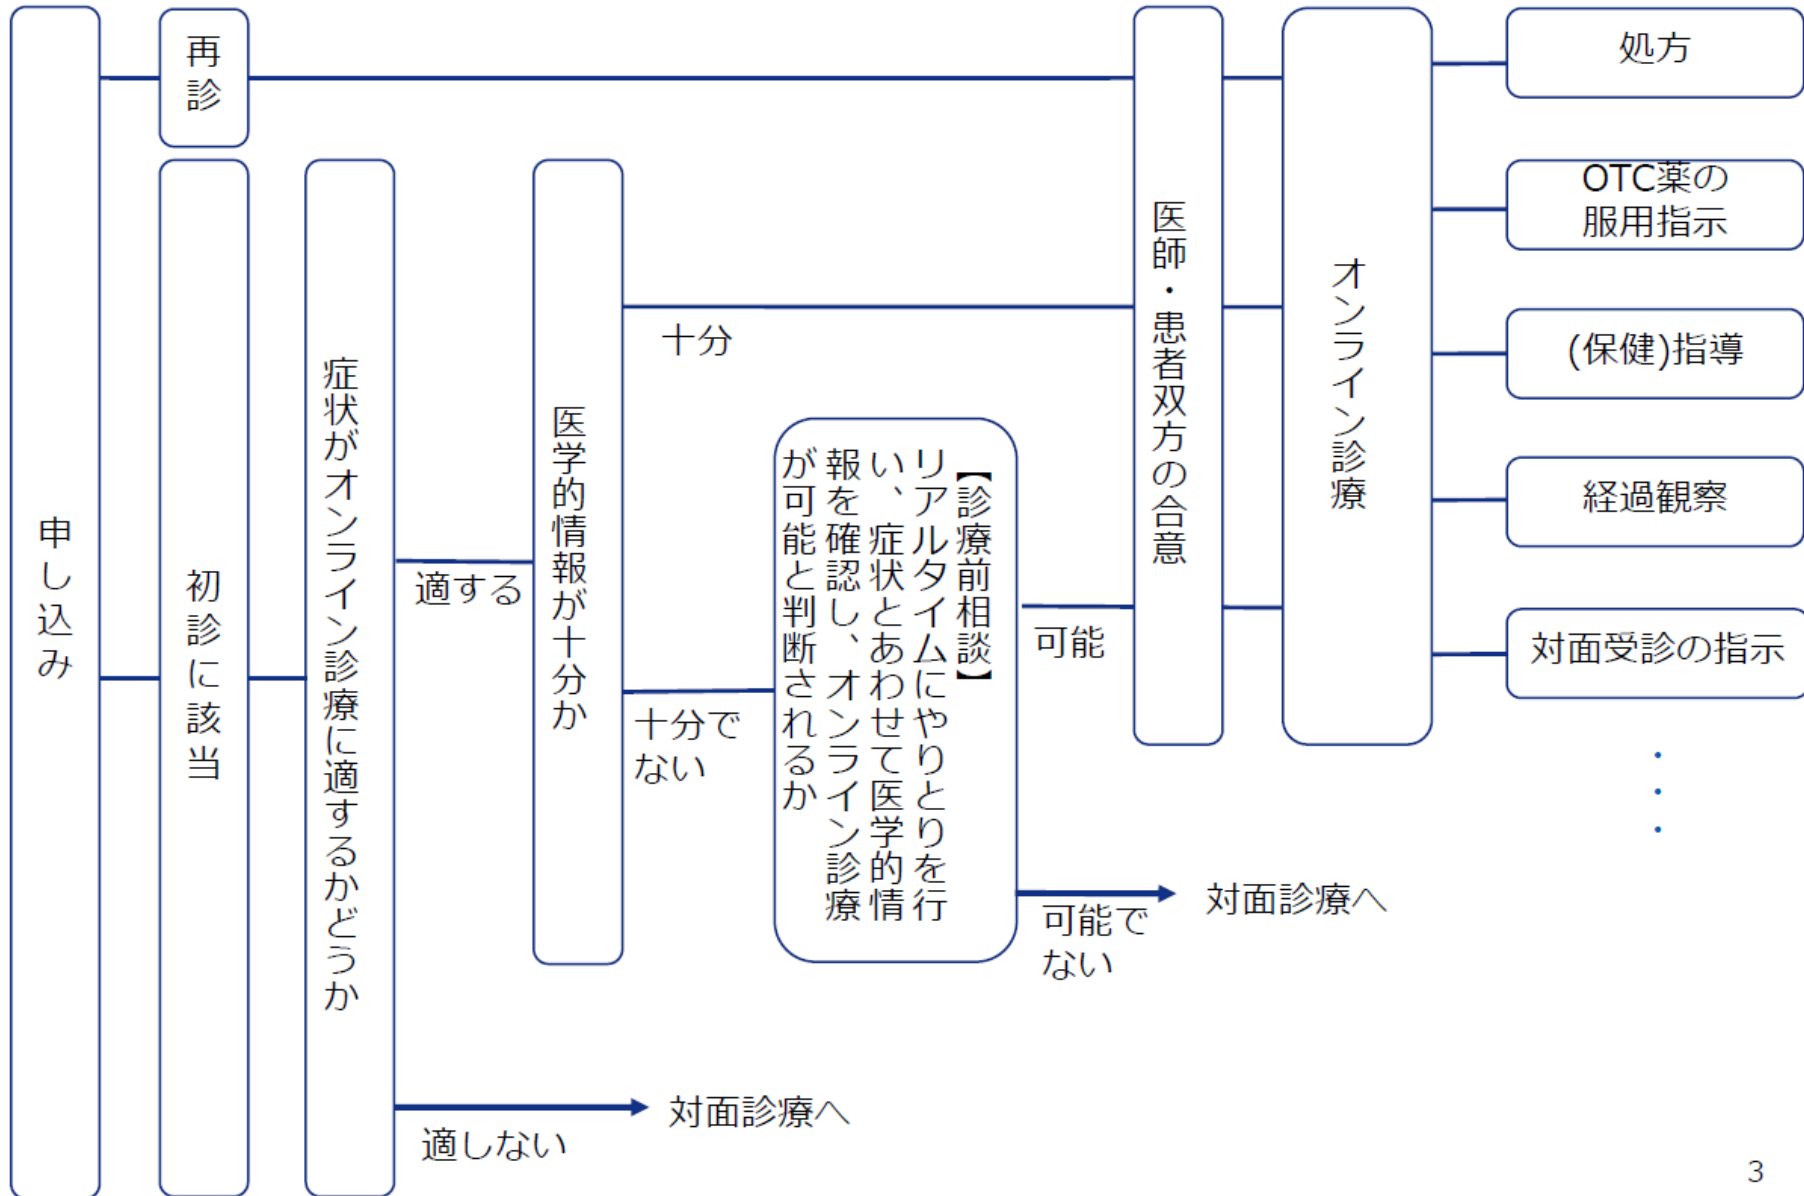 申し込み
再診
初診に該当
症状がオンライン診療に適するかどうか
適する
適しない
対面診療へ
医学的情報が十分か
十分
十分で
ない
【診療前相談】
リアルタイムにやりとりを行
い、症状とあわせて医学的情
報を確認し、オンライン診療
が可能と判断されるか
可能
可能で
ない
対面診療へ
医師・患者双方の合意
オンライン診療
処方
OTC薬の
服用指示
(保健)指導
経過観察
対面受診の指示
・
・
・
3